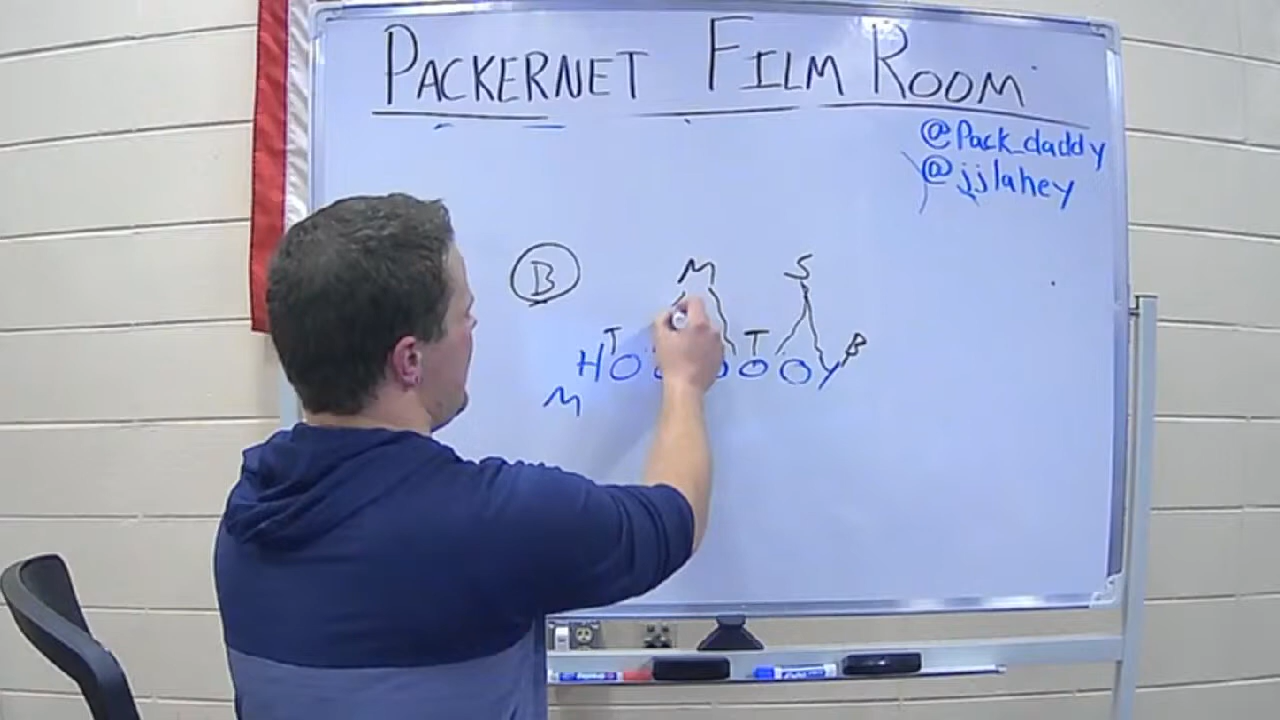 PACKERNET FILM ROOM
@Pack_daddy
@jjlahey
B M S
T T B
H O O O O Y
M